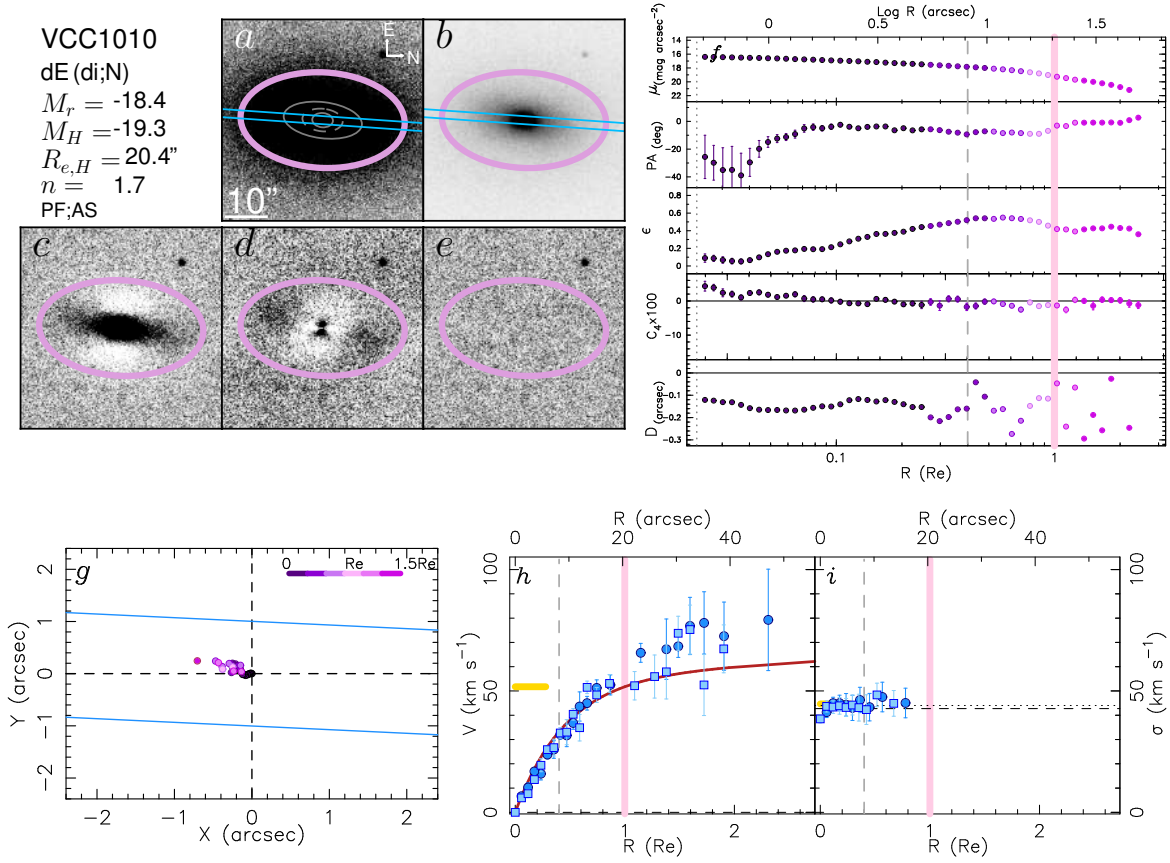 VCC1010
dE (di;N)
M_r = -18.4
M_H = -19.3
R_{e,H} = 20.4"
n = 1.7
PF;AS
a
E
N
10"
b
c
d
e
Log R (arcsec)
0 0.5 1 1.5
f
14
16
18
20
22
μ(mag arcsec⁻²)
0
-20
-40
PA (deg)
0.8
0.6
0.4
0.2
0
ε
0
-10
C₄x100
0
-0.1
-0.2
-0.3
D (arcsec)
0.1 1
R (Re)
g
0 Re 1.5Re
2
1
0
-1
-2
Y (arcsec)
-2 -1 0 1 2
X (arcsec)
R (arcsec)
0 20 40
h
100
50
0
V (km s⁻¹)
0 1 2
R (Re)
R (arcsec)
0 20 40
i
100
50
0
σ (km s⁻¹)
0 1 2
R (Re)